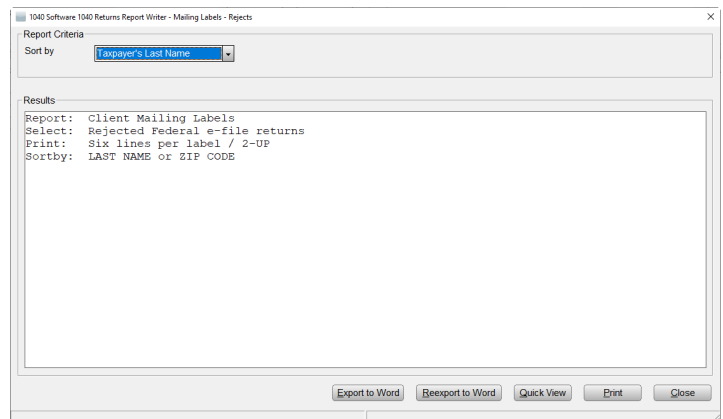 1040 Software 1040 Returns Report Writer - Mailing Labels - Rejects
Report Criteria
Sort by Taxpayer's Last Name
Results
Report: Client Mailing Labels
Select: Rejected Federal e-file returns
Print: Six lines per label / 2-UP
Sortby: LAST NAME or ZIP CODE
Export to Word Reexport to Word Quick View Print Close